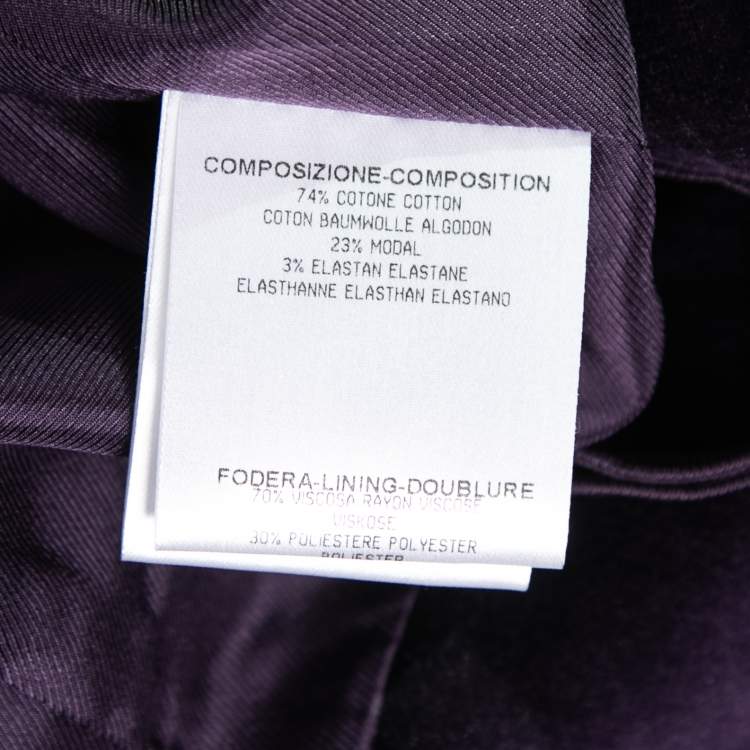 COMPOSIZIONE-COMPOSITION
74% COTONE COTTON
COTON BAUMWOLLE ALGODON
23% MODAL
3% ELASTAN ELASTANE
ELASTHANNE ELASTHAN ELASTANO
FODERA-LINING-DOUBLURE
70% VISCOSA RAYON VISCOSE
VISKOSE
30% POLIESTERE POLYESTER
POLIESTER